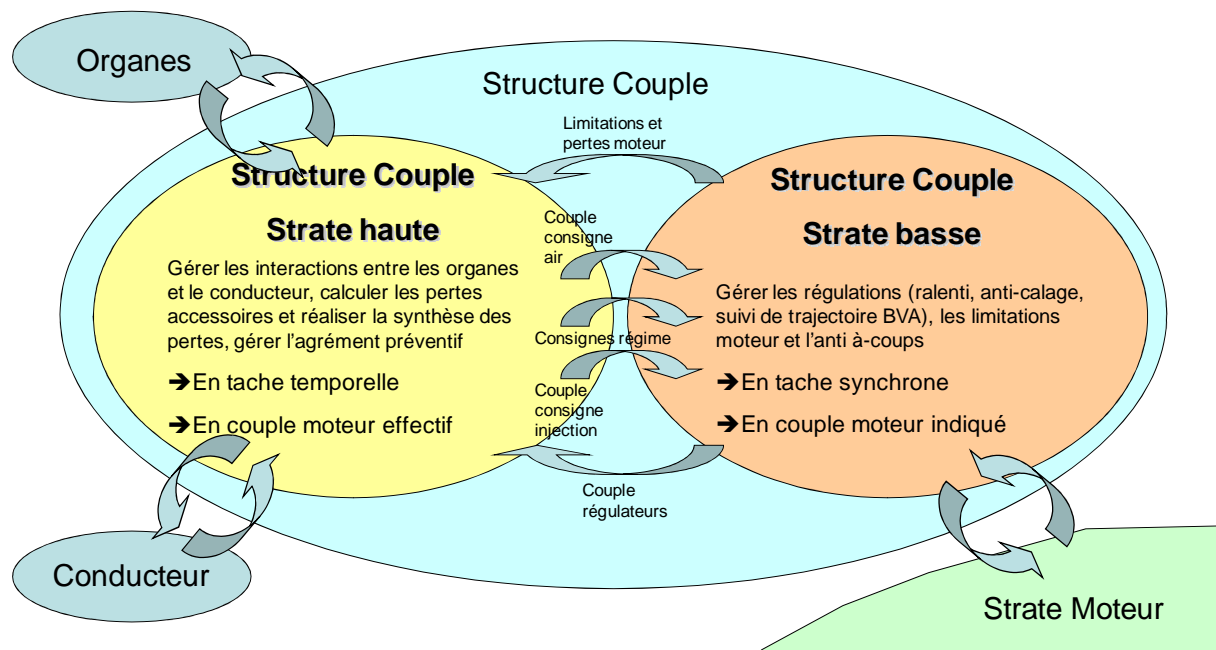 Organes
Structure Couple
Limitations et
pertes moteur
Structure Couple
Strate haute
Gérer les interactions entre les organes
et le conducteur, calculer les pertes
accessoires et réaliser la synthèse des
pertes, gérer l'agrément préventif
➔En tache temporelle
➔En couple moteur effectif
Couple
consigne
air
Consignes régime
Couple
consigne
injection
Couple
régulateurs
Structure Couple
Strate basse
Gérer les régulations (ralenti, anti-calage,
suivi de trajectoire BVA), les limitations
moteur et l'anti à-coups
➔En tache synchrone
➔En couple moteur indiqué
Conducteur
Strate Moteur